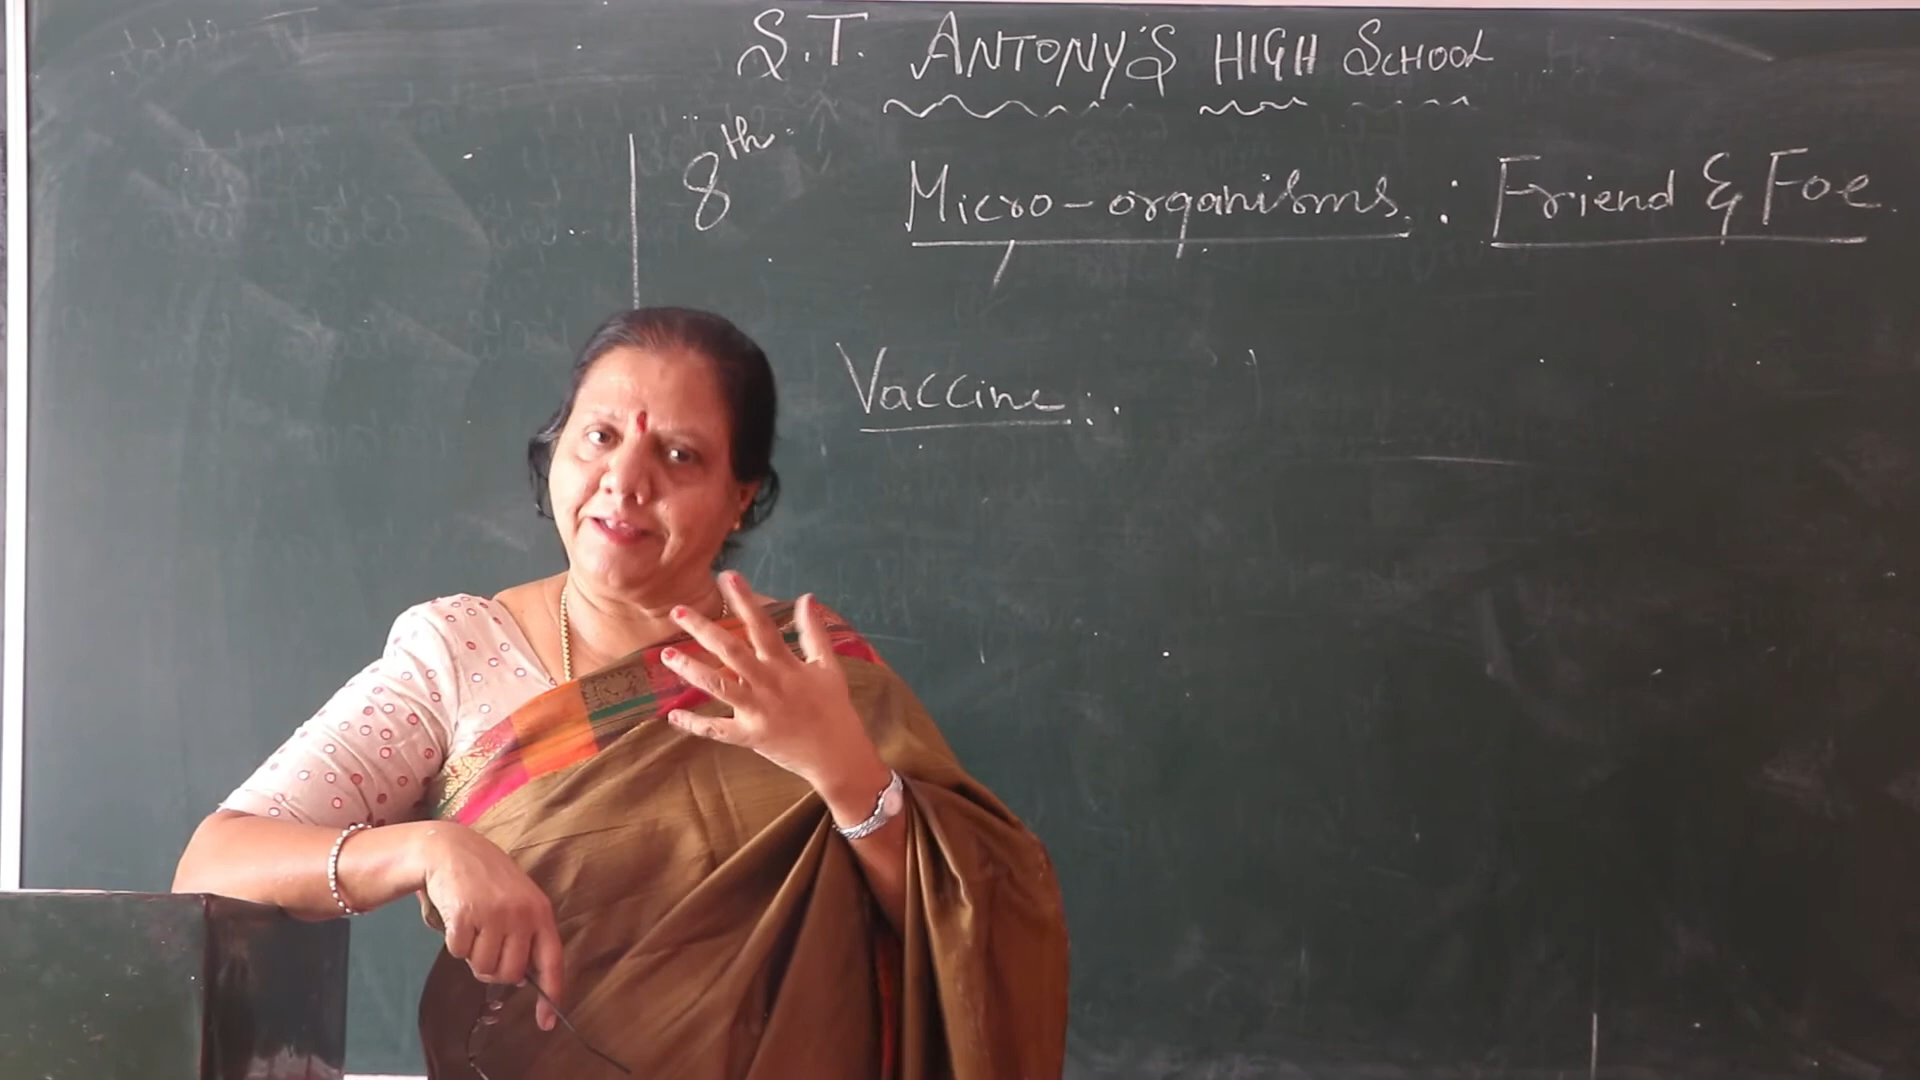 S.T. ANTONY'S HIGH SCHOOL
8th Micro-organisms : Friend & Foe
Vaccine :